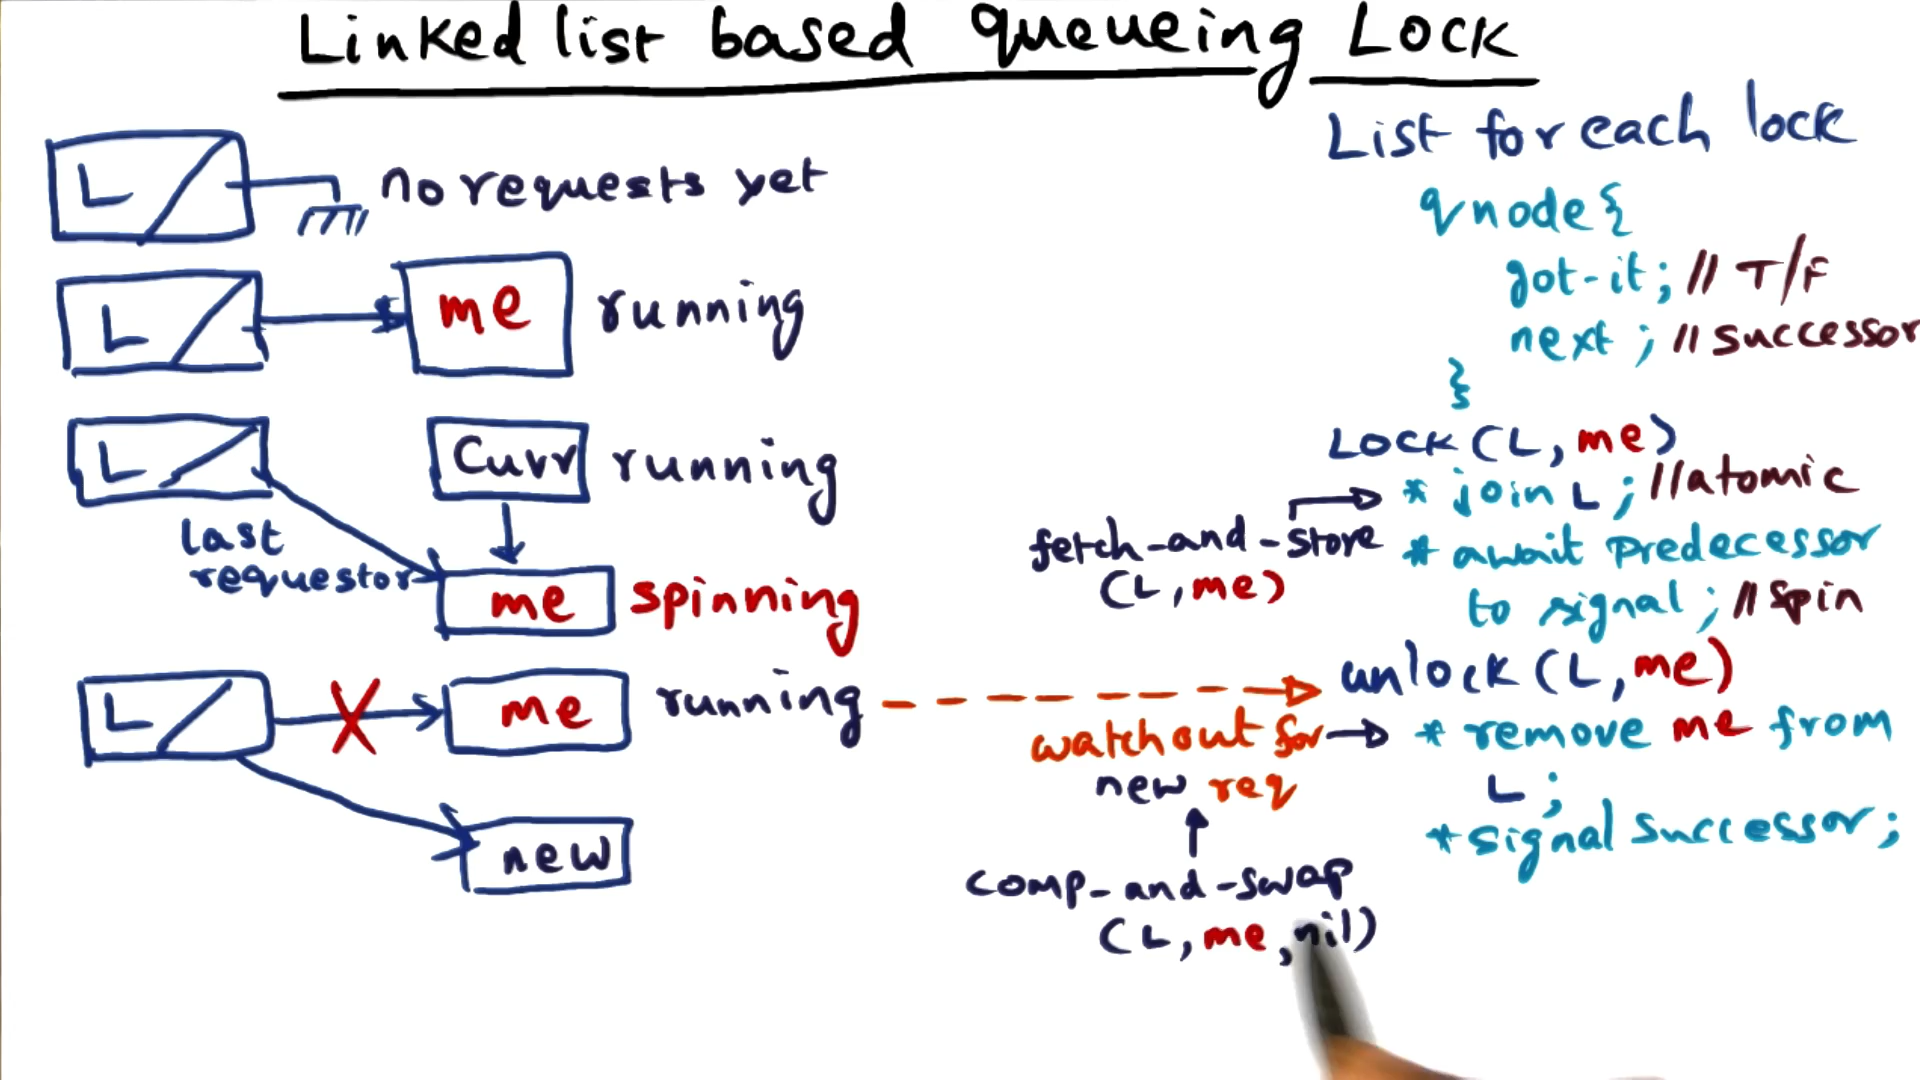 Linked list based queueing Lock
L no requests yet
L me running
L Curr running
last
requestor
me spinning
L me running
new
List for each lock
qnode {
got-it; // T/F
next ; // successor
}
LOCK (L, me)
* join L ; // atomic
fetch-and-store
(L, me)
* await predecessor
to signal ; // spin
unlock (L, me)
watchout for
new req
* remove me from
L ;
* signal successor ;
comp-and-swap
(L, me, nil)